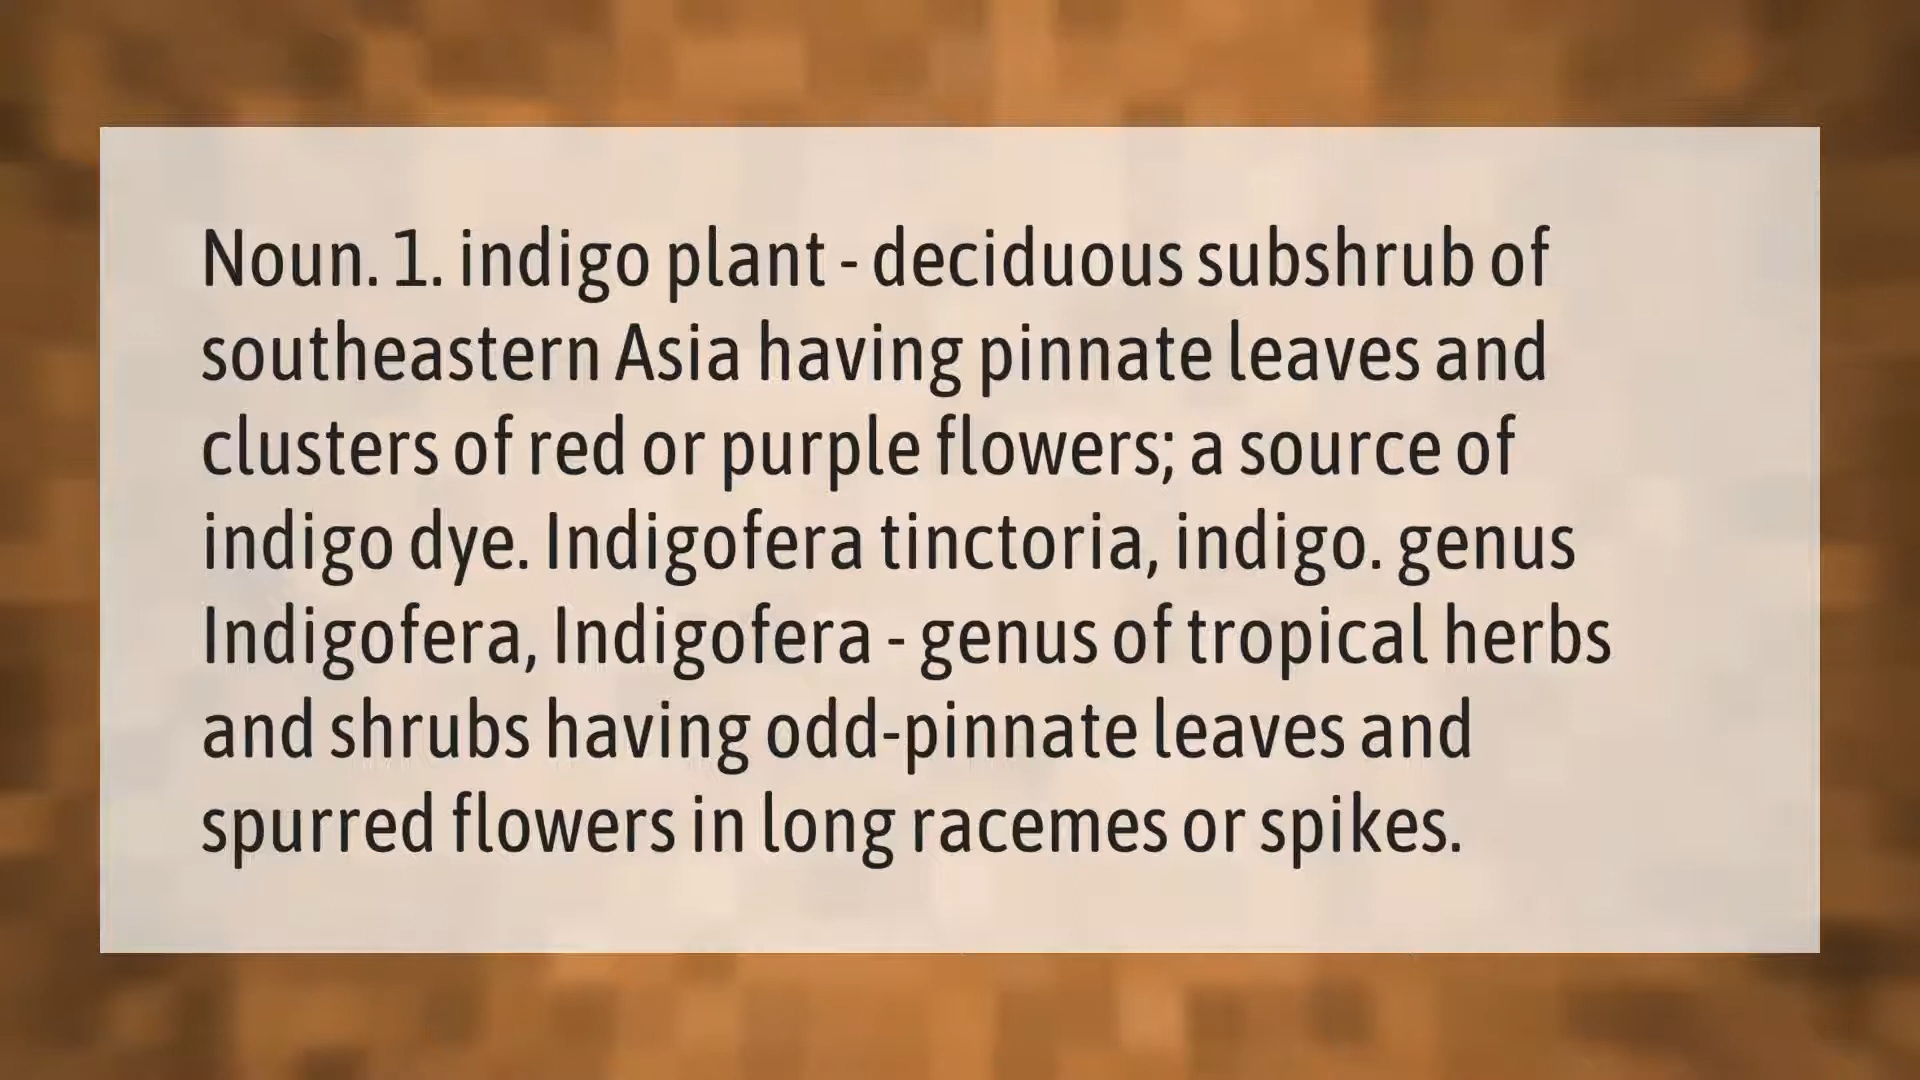 Noun. 1. indigo plant - deciduous subshrub of
southeastern Asia having pinnate leaves and
clusters of red or purple flowers; a source of
indigo dye. Indigofera tinctoria, indigo. genus
Indigofera, Indigofera - genus of tropical herbs
and shrubs having odd-pinnate leaves and
spurred flowers in long racemes or spikes.